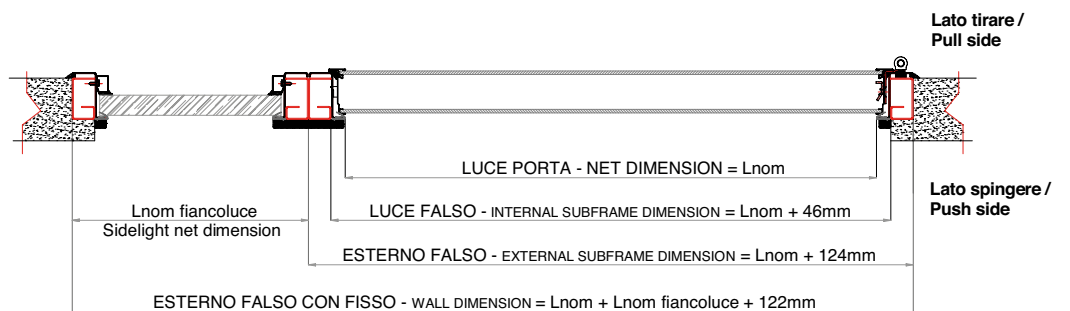 Lato tirare /
Pull side
LUCE PORTA - NET DIMENSION = Lnom
Lato spingere /
Push side
Lnom fiancoluce
Sidelight net dimension
LUCE FALSO - INTERNAL SUBFRAME DIMENSION = Lnom + 46mm
ESTERNO FALSO - EXTERNAL SUBFRAME DIMENSION = Lnom + 124mm
ESTERNO FALSO CON FISSO - WALL DIMENSION = Lnom + Lnom fiancoluce + 122mm